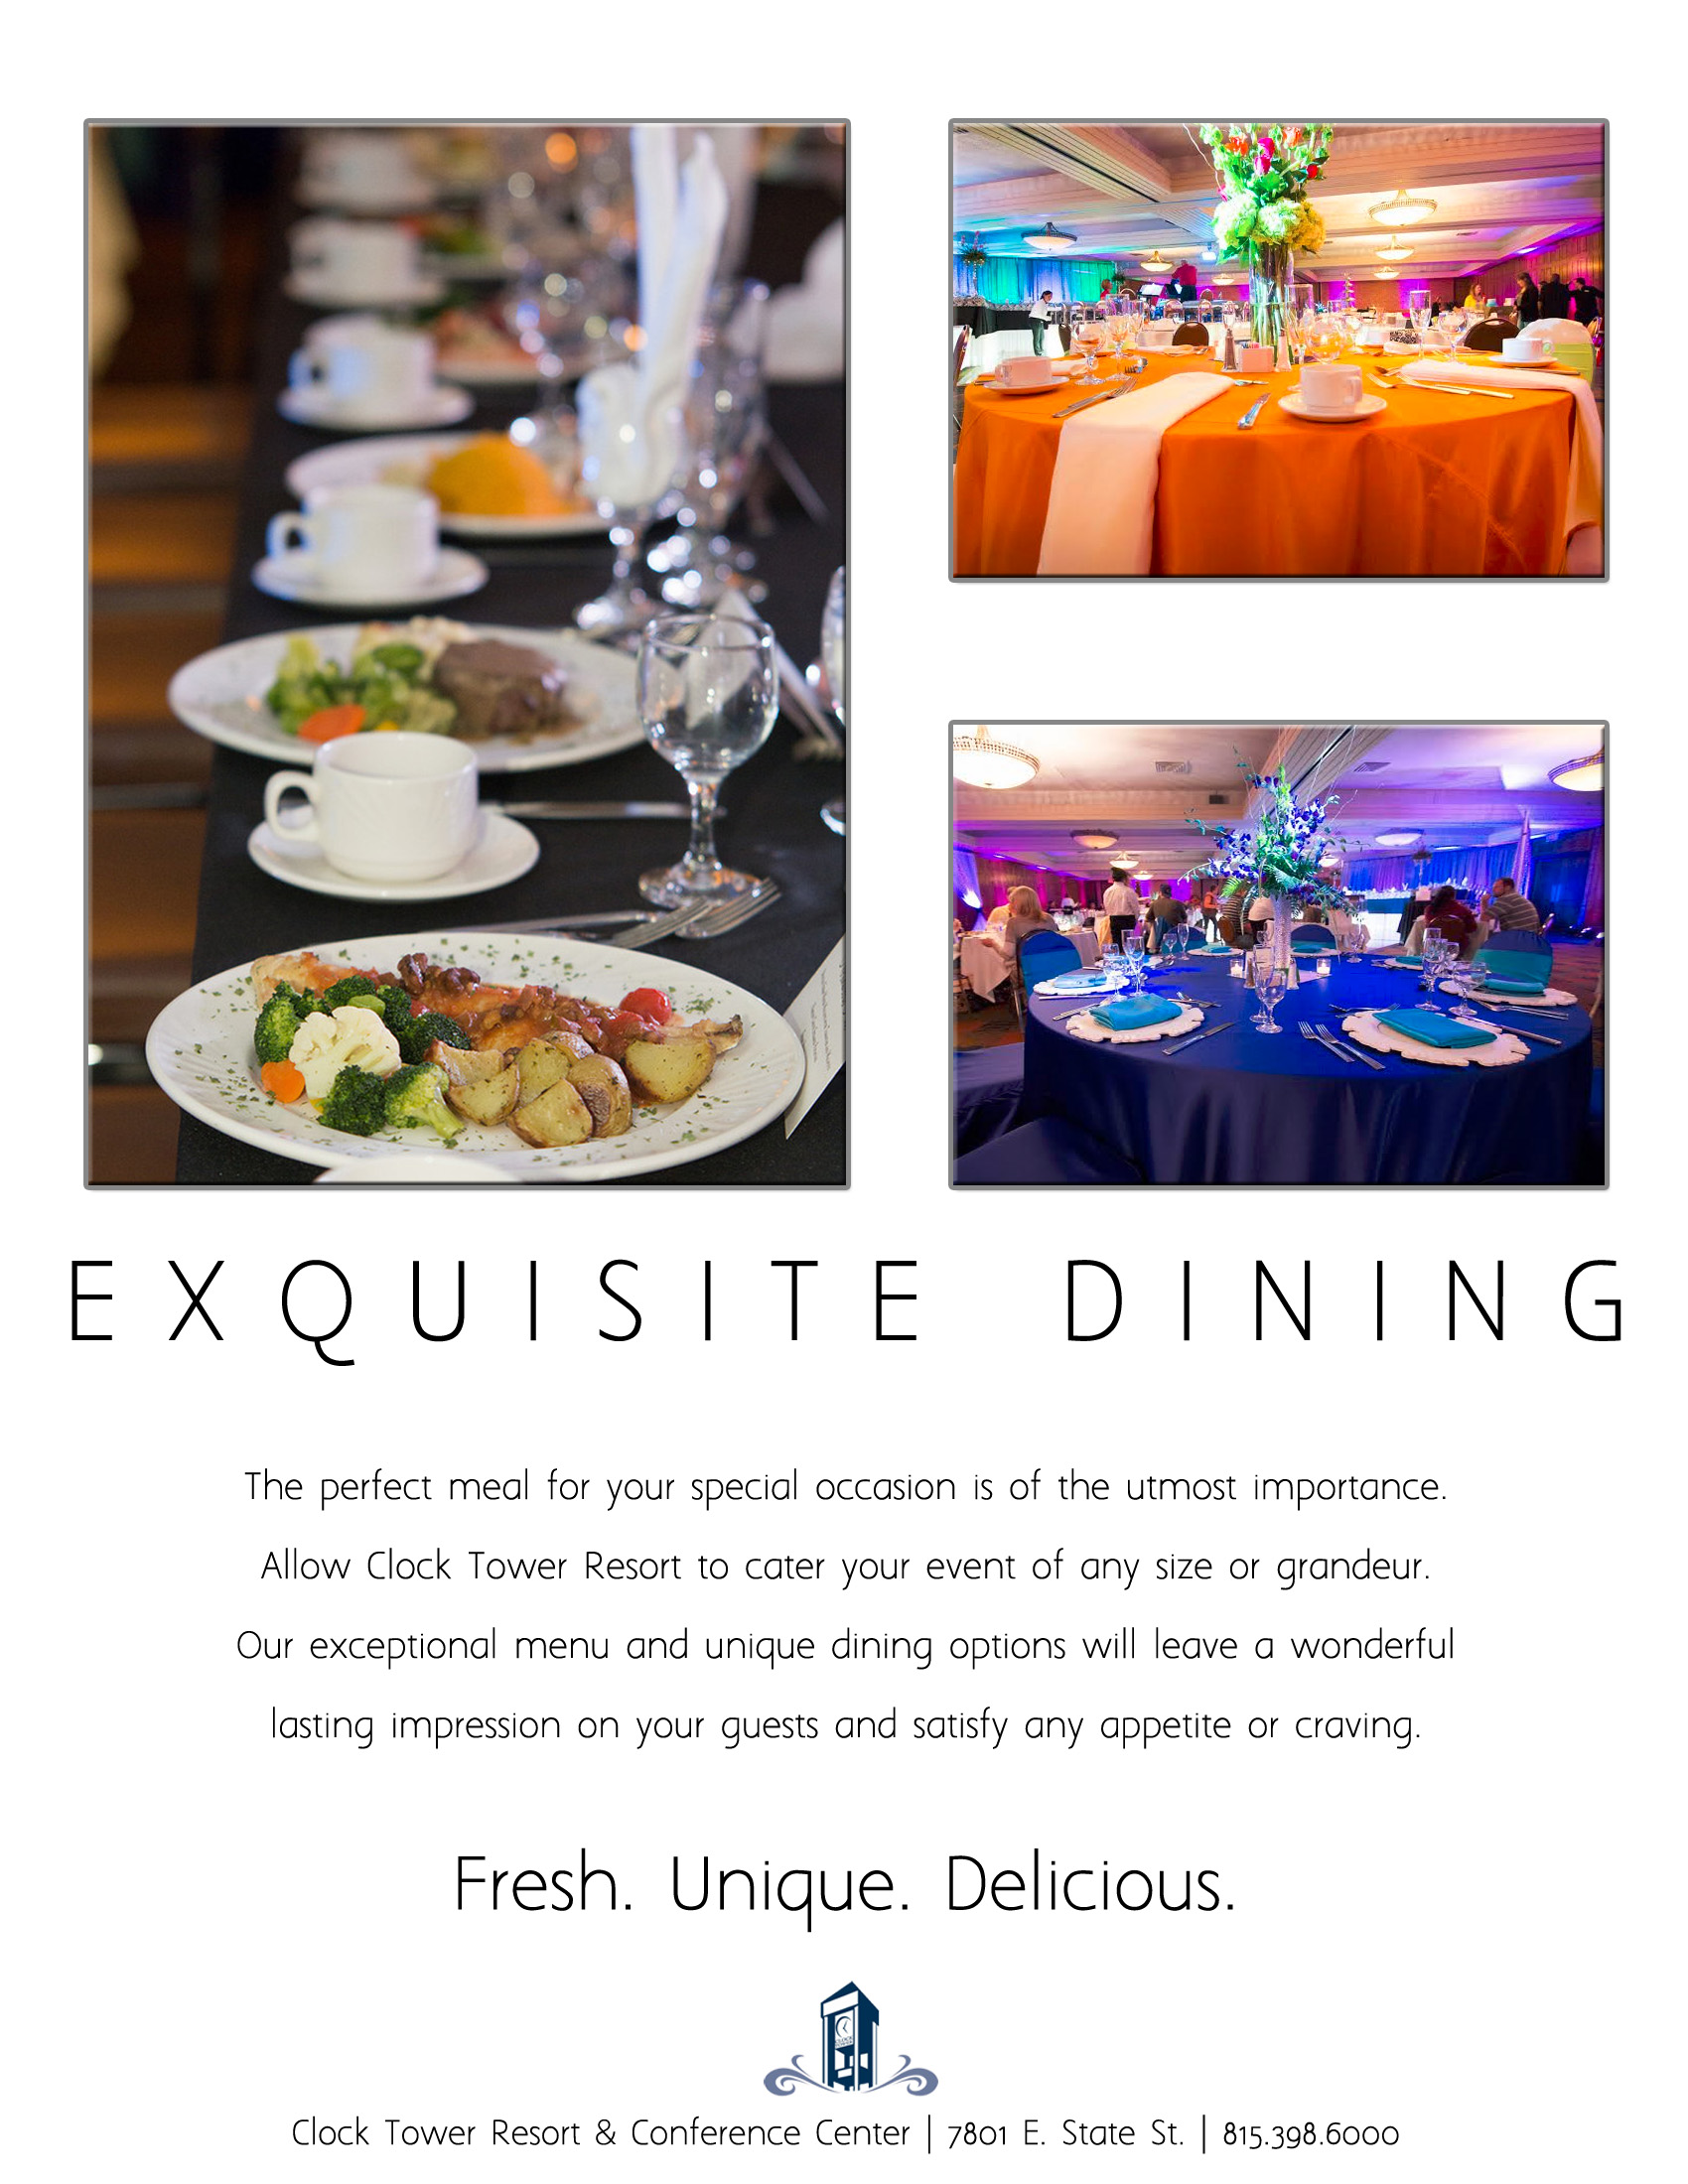 EXQUISITE DINING
The perfect meal for your special occasion is of the utmost importance.
Allow Clock Tower Resort to cater your event of any size or grandeur.
Our exceptional menu and unique dining options will leave a wonderful
lasting impression on your guests and satisfy any appetite or craving.
Fresh. Unique. Delicious.
CLOCK
TOWER
Clock Tower Resort & Conference Center | 7801 E. State St. | 815.398.6000